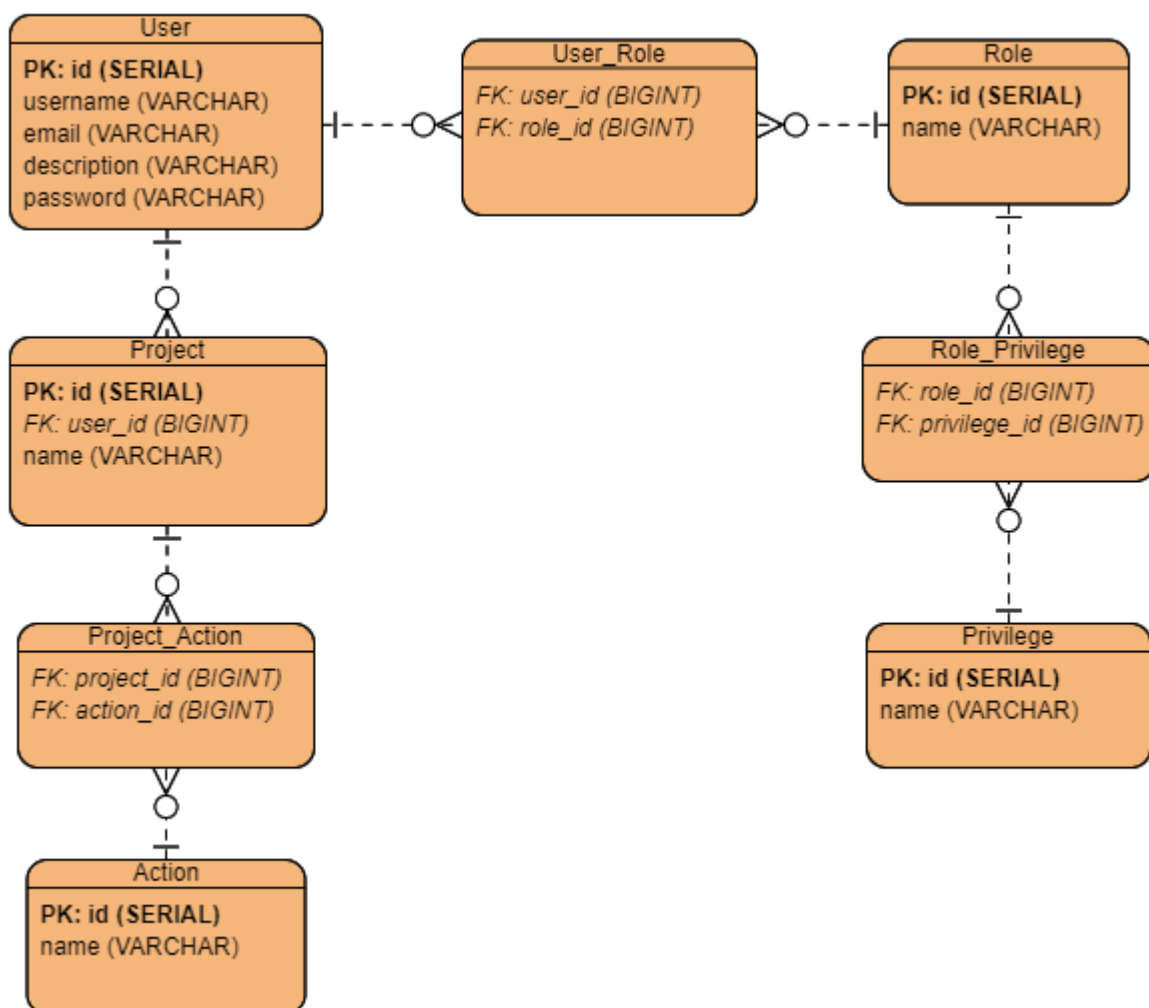 User
PK: id (SERIAL)
username (VARCHAR)
email (VARCHAR)
description (VARCHAR)
password (VARCHAR)
User_Role
FK: user_id (BIGINT)
FK: role_id (BIGINT)
Role
PK: id (SERIAL)
name (VARCHAR)
Project
PK: id (SERIAL)
FK: user_id (BIGINT)
name (VARCHAR)
Role_Privilege
FK: role_id (BIGINT)
FK: privilege_id (BIGINT)
Project_Action
FK: project_id (BIGINT)
FK: action_id (BIGINT)
Privilege
PK: id (SERIAL)
name (VARCHAR)
Action
PK: id (SERIAL)
name (VARCHAR)